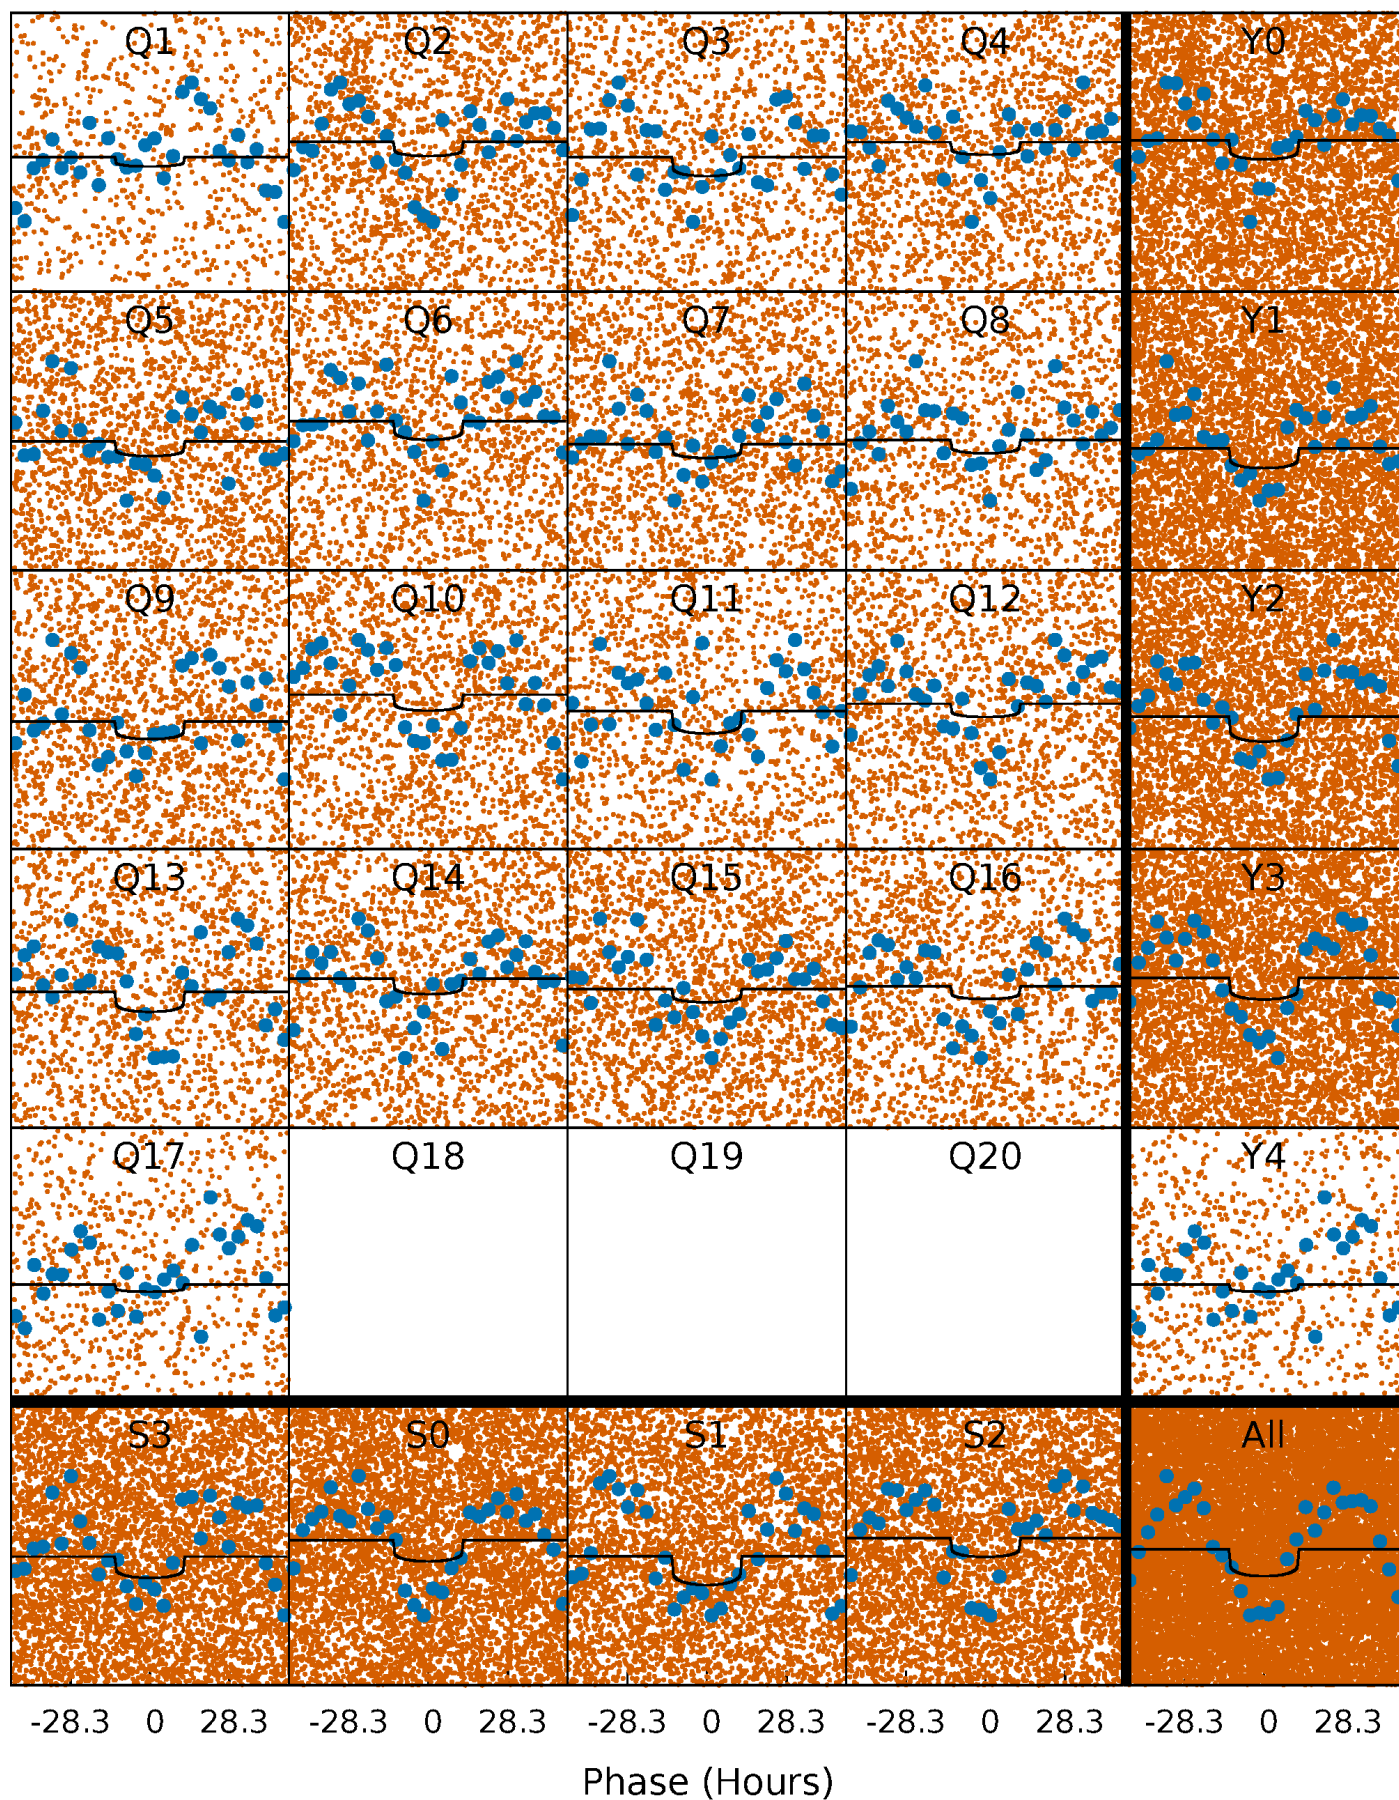 Q1 Q2 Q3 Q4 Y0
Q5 Q6 Q7 Q8 Y1
Q9 Q10 Q11 Q12 Y2
Q13 Q14 Q15 Q16 Y3
Q17 Q18 Q19 Q20 Y4
S3 S0 S1 S2 All
-28.3 0 28.3 -28.3 0 28.3 -28.3 0 28.3 -28.3 0 28.3 -28.3 0 28.3
Phase (Hours)